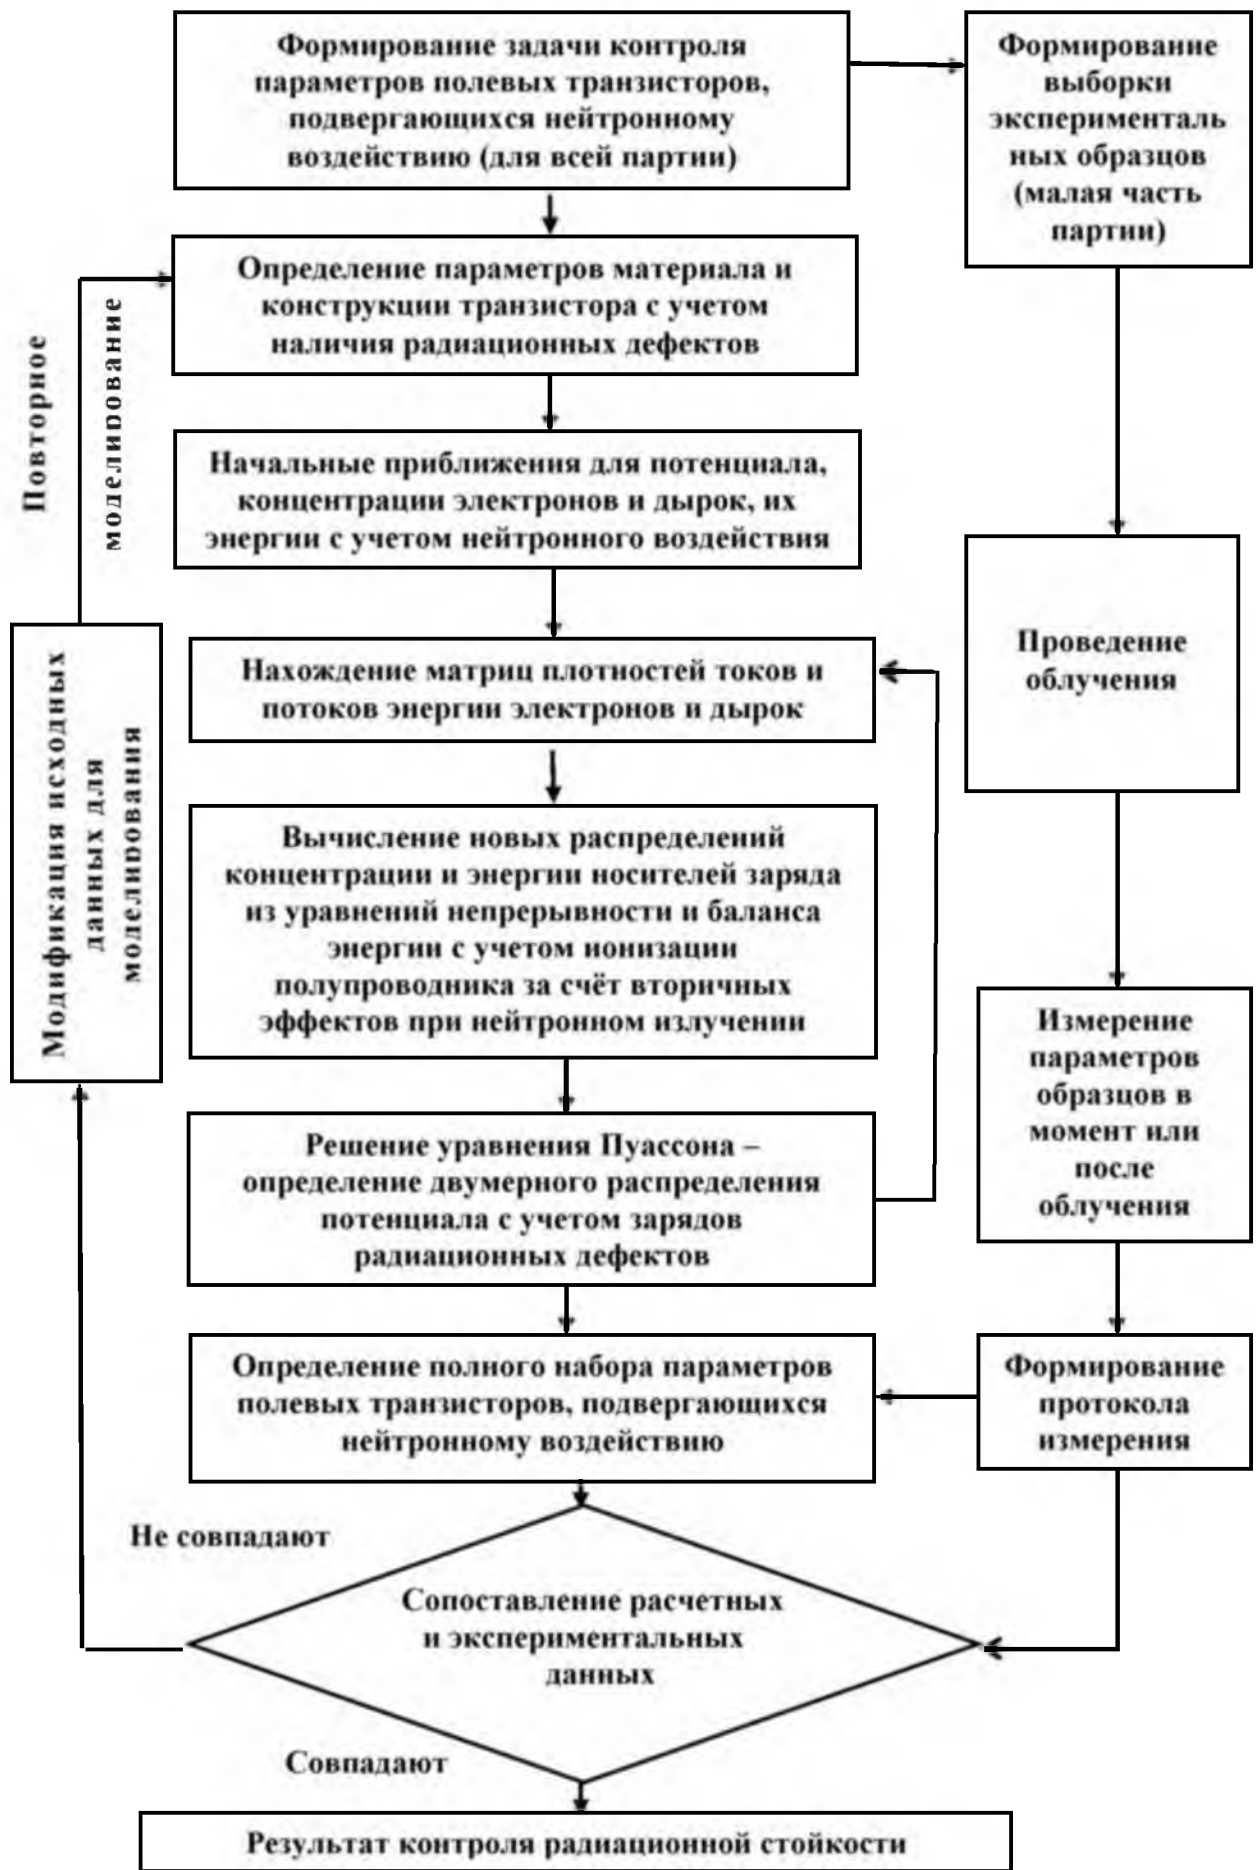 Формирование задачи контроля
параметров полевых транзисторов,
подвергающихся нейтронному
воздействию (для всей партии)
Формирование
выборки
эксперименталь
ных образцов
(малая часть
партии)
Определение параметров материала и
конструкции транзистора с учетом
наличия радиационных дефектов
Повторное
моделирование
Начальные приближения для потенциала,
концентрации электронов и дырок, их
энергии с учетом нейтронного воздействия
Проведение
облучения
Нахождение матриц плотностей токов и
потоков энергии электронов и дырок
Модификация исходных
данных для
моделирования
Вычисление новых распределений
концентрации и энергии носителей заряда
из уравнений непрерывности и баланса
энергии с учетом ионизации
полупроводника за счёт вторичных
эффектов при нейтронном излучении
Измерение
параметров
образцов в
момент или
после
облучения
Решение уравнения Пуассона –
определение двумерного распределения
потенциала с учетом зарядов
радиационных дефектов
Определение полного набора параметров
полевых транзисторов, подвергающихся
нейтронному воздействию
Формирование
протокола
измерения
Не совпадают
Сопоставление расчетных
и экспериментальных
данных
Совпадают
Результат контроля радиационной стойкости